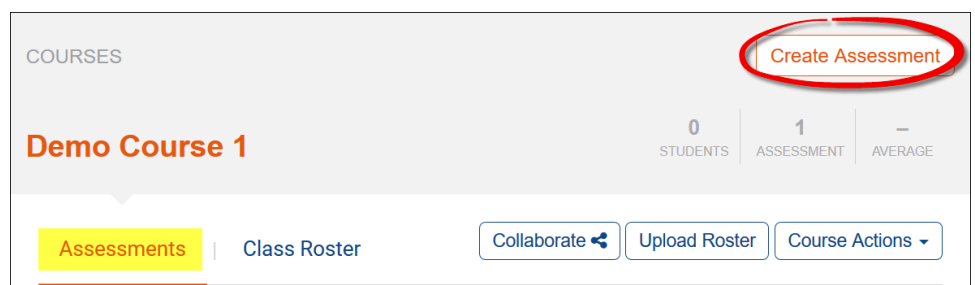 COURSES
Create Assessment
Demo Course 1
0 1 –
STUDENTS ASSESSMENT AVERAGE
Assessments | Class Roster Collaborate Upload Roster Course Actions